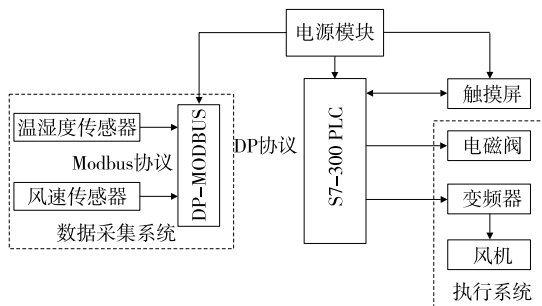 电源模块
触摸屏
温湿度传感器
Modbus协议
风速传感器
DP-MODBUS
数据采集系统
DP协议
S7-300 PLC
电磁阀
变频器
风机
执行系统